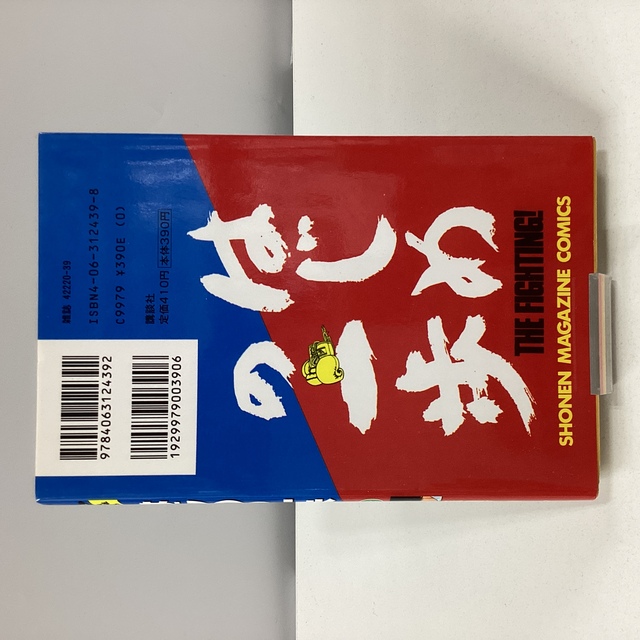 雑誌 42220-39
ISBN4-06-312439-8
C9979 ¥390E (0)
講談社
定価410円(本体390円)
9784063124392
1929979003906
はじめ
の一歩
THE FIGHTING!
SHONEN MAGAZINE COMICS